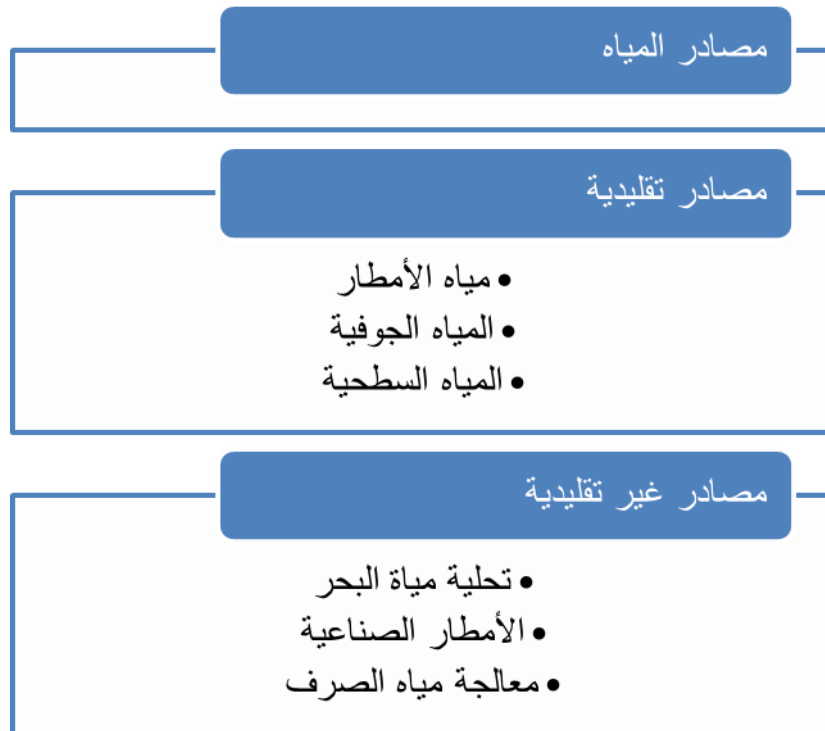 مصادر المياه
مصادر تقليدية
• مياه الأمطار
• المياه الجوفية
• المياه السطحية
مصادر غير تقليدية
• تحلية مياة البحر
• الأمطار الصناعية
• معالجة مياه الصرف